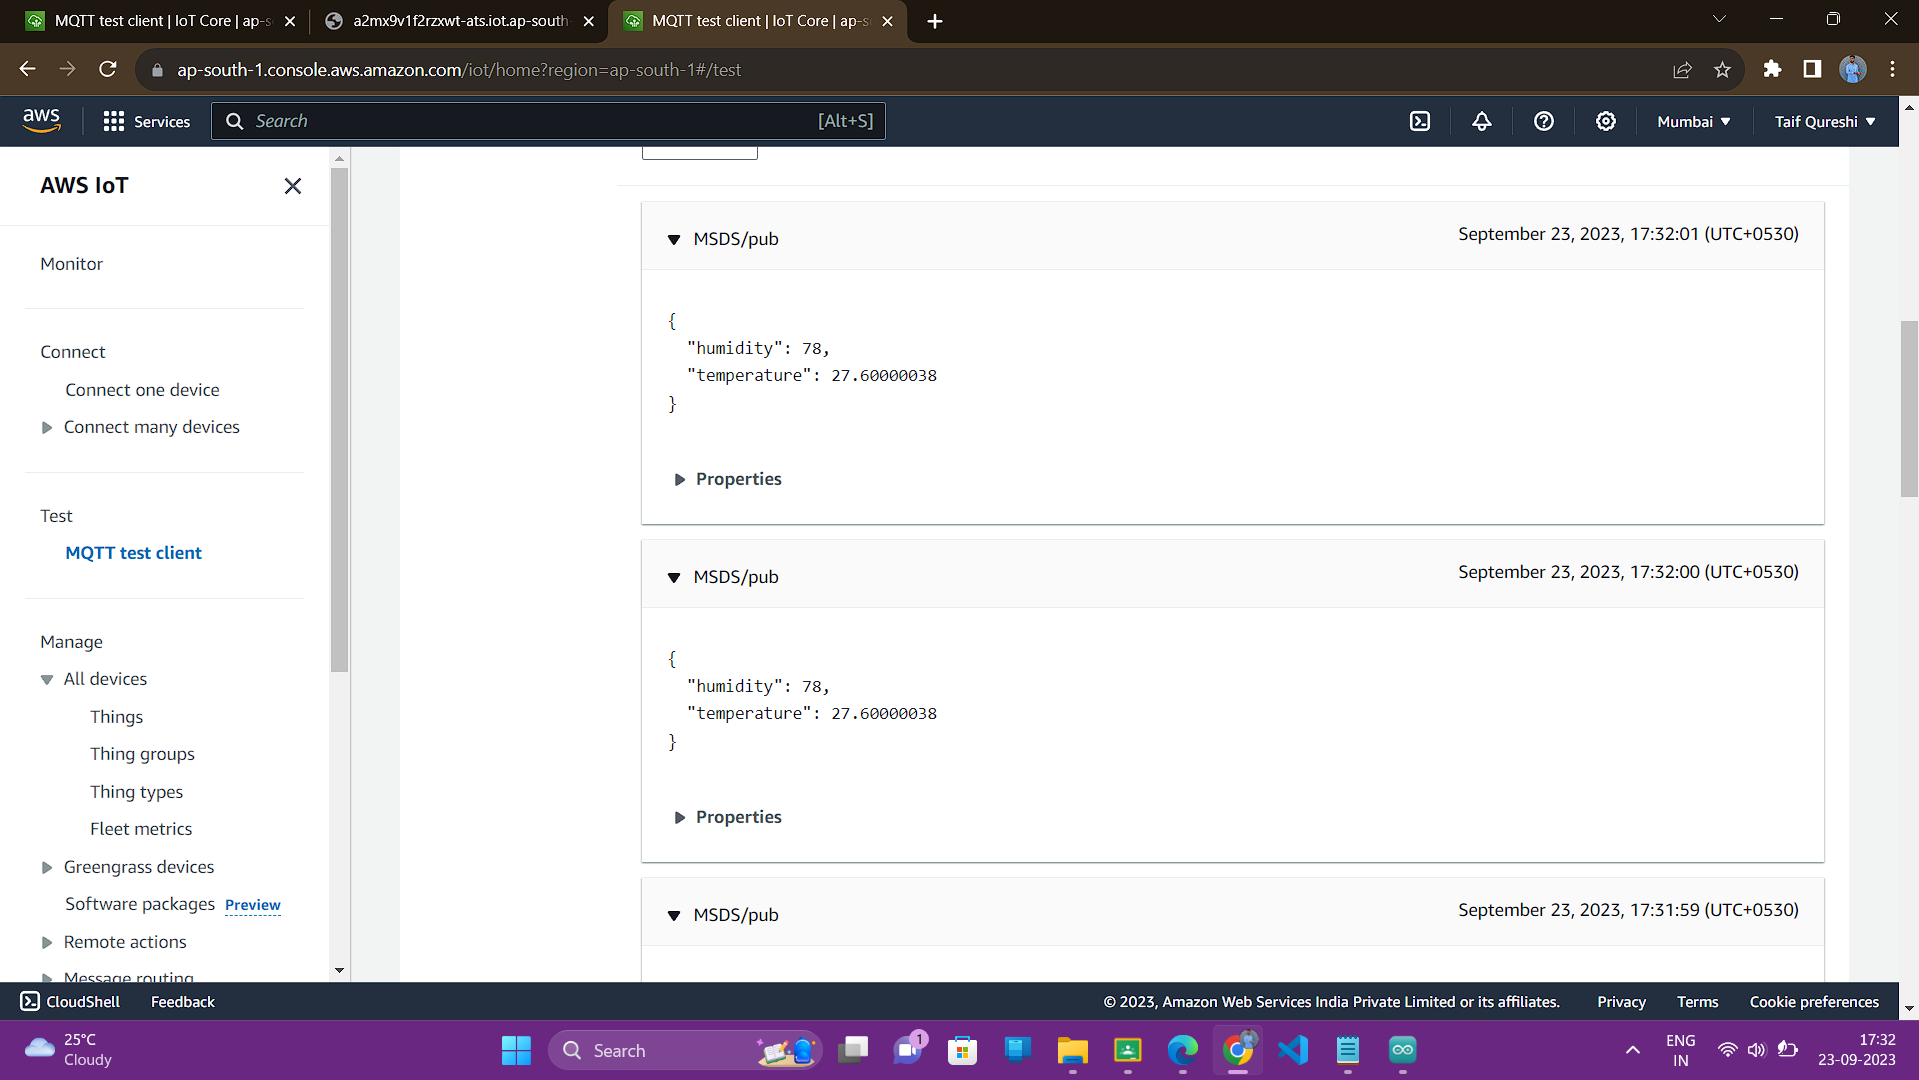 MQTT test client | IoT Core | ap-s
a2mx9v1f2rzxwt-ats.iot.ap-south-
MQTT test client | IoT Core | ap-s
ap-south-1.console.aws.amazon.com/iot/home?region=ap-south-1#/test
aws
Services
Search
[Alt+S]
Mumbai
Taif Qureshi
AWS IoT
Monitor
Connect
Connect one device
Connect many devices
Test
MQTT test client
Manage
All devices
Things
Thing groups
Thing types
Fleet metrics
Greengrass devices
Software packages Preview
Remote actions
Message routing
MSDS/pub
September 23, 2023, 17:32:01 (UTC+0530)
{
"humidity": 78,
"temperature": 27.60000038
}
Properties
MSDS/pub
September 23, 2023, 17:32:00 (UTC+0530)
{
"humidity": 78,
"temperature": 27.60000038
}
Properties
MSDS/pub
September 23, 2023, 17:31:59 (UTC+0530)
CloudShell
Feedback
© 2023, Amazon Web Services India Private Limited or its affiliates.
Privacy
Terms
Cookie preferences
25°C
Cloudy
Search
1
ENG
IN
17:32
23-09-2023